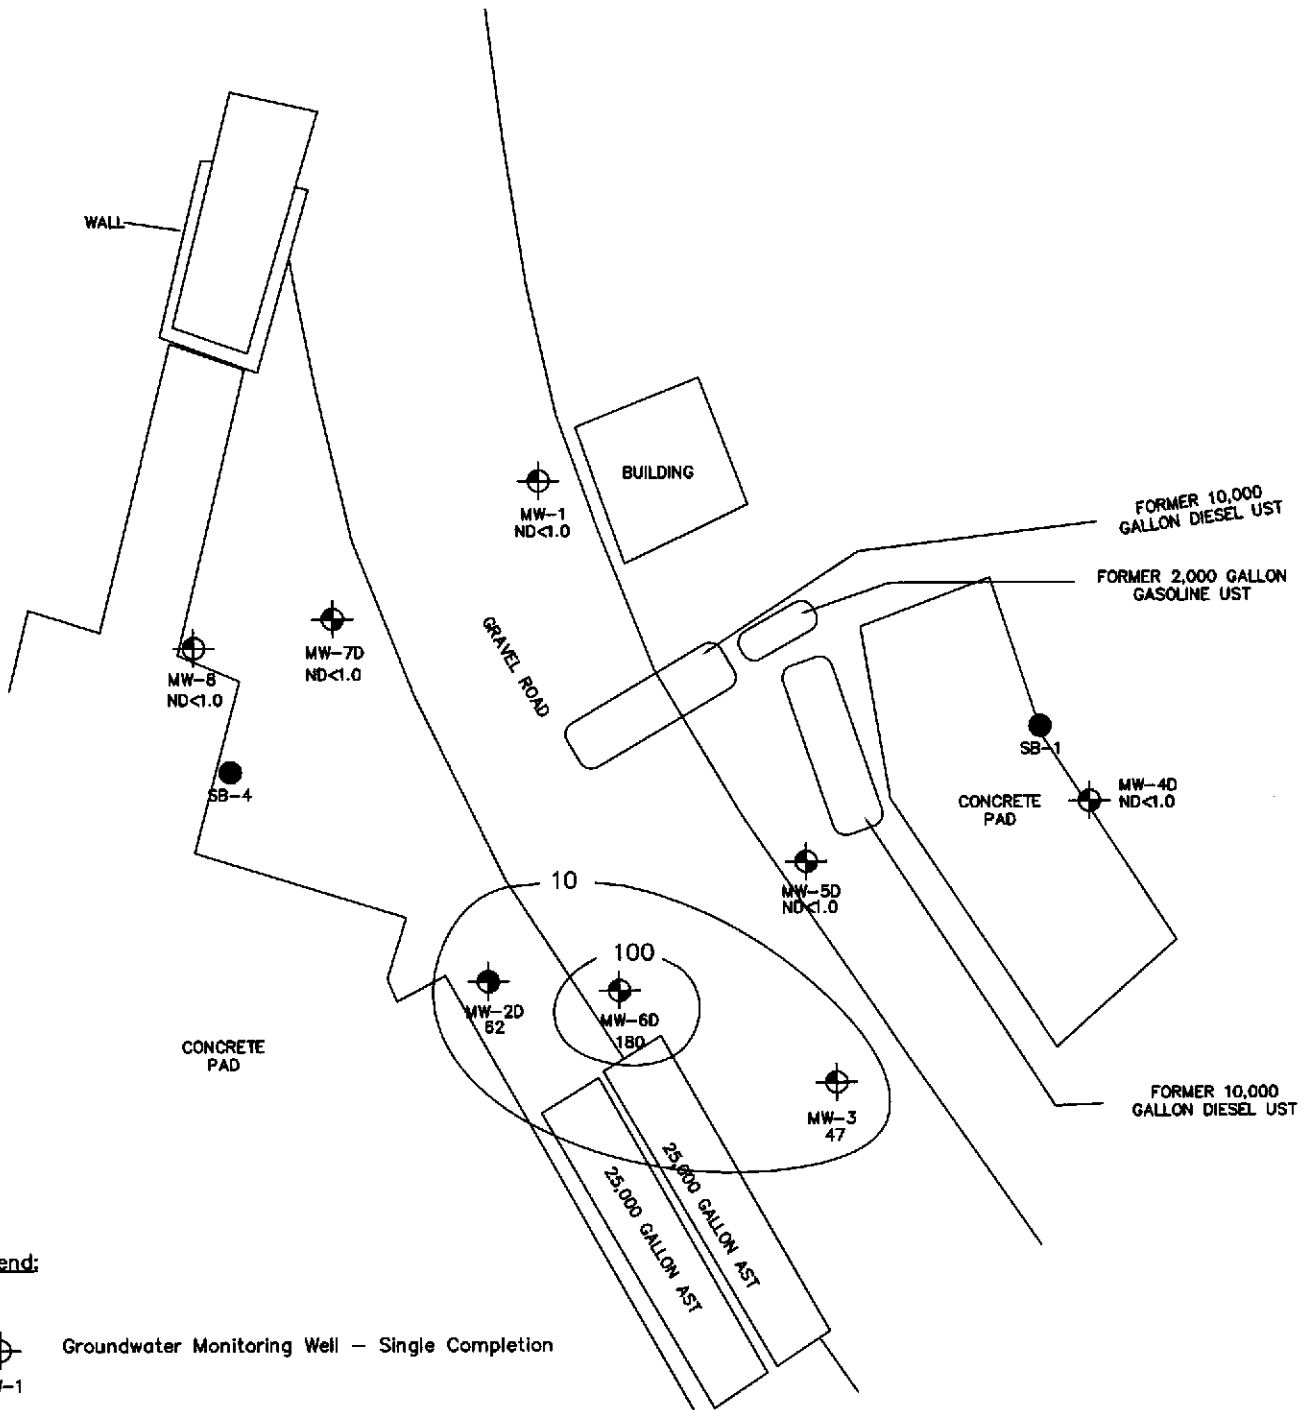 WALL
BUILDING
MW-1
ND<1.0
FORMER 10,000
GALLON DIESEL UST
FORMER 2,000 GALLON
GASOLINE UST
GRAVEL ROAD
MW-7D
ND<1.0
MW-8
ND<1.0
SB-4
SB-1
MW-4D
ND<1.0
CONCRETE
PAD
MW-5D
ND<1.0
10
100
MW-2D
MW-6D
180
CONCRETE
PAD
MW-3
47
FORMER 10,000
GALLON DIESEL UST
25,000 GALLON AST
25,000 GALLON AST
end:
Groundwater Monitoring Well – Single Completion
-1